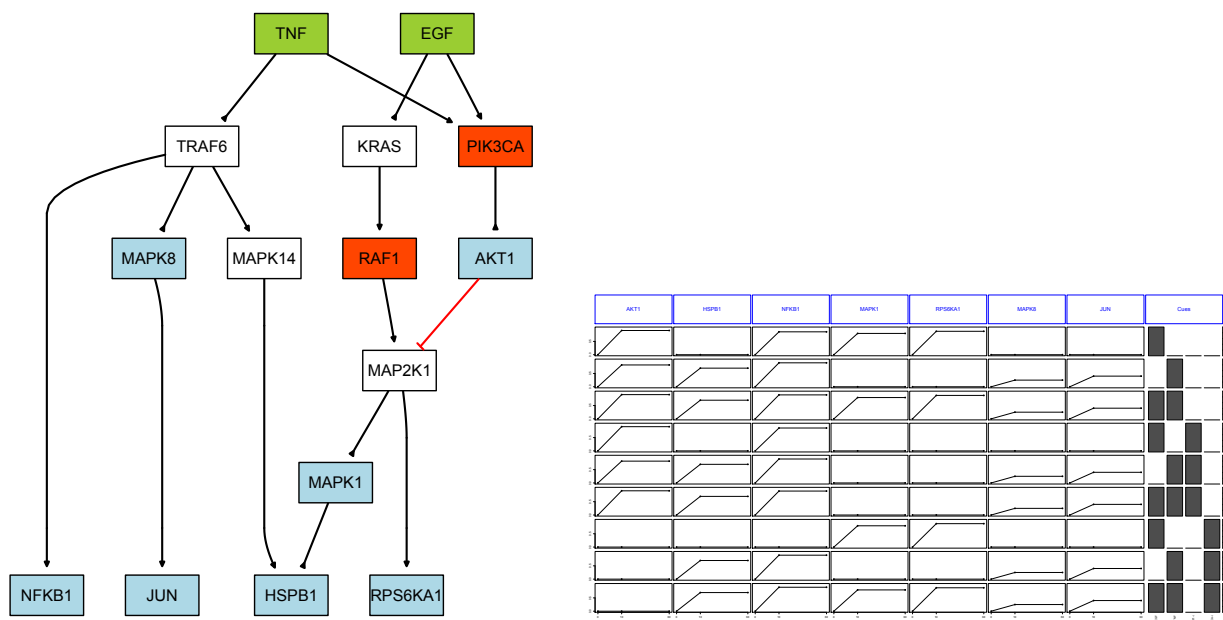 TNF
EGF
TRAF6
KRAS
PIK3CA
MAPK8
MAPK14
RAF1
AKT1
MAP2K1
MAPK1
NFKB1
JUN
HSPB1
RPS6KA1
AKT1 HSPB1 NFKB1 MAPK1 RPS6KA1 MAPK8 JUN Cues